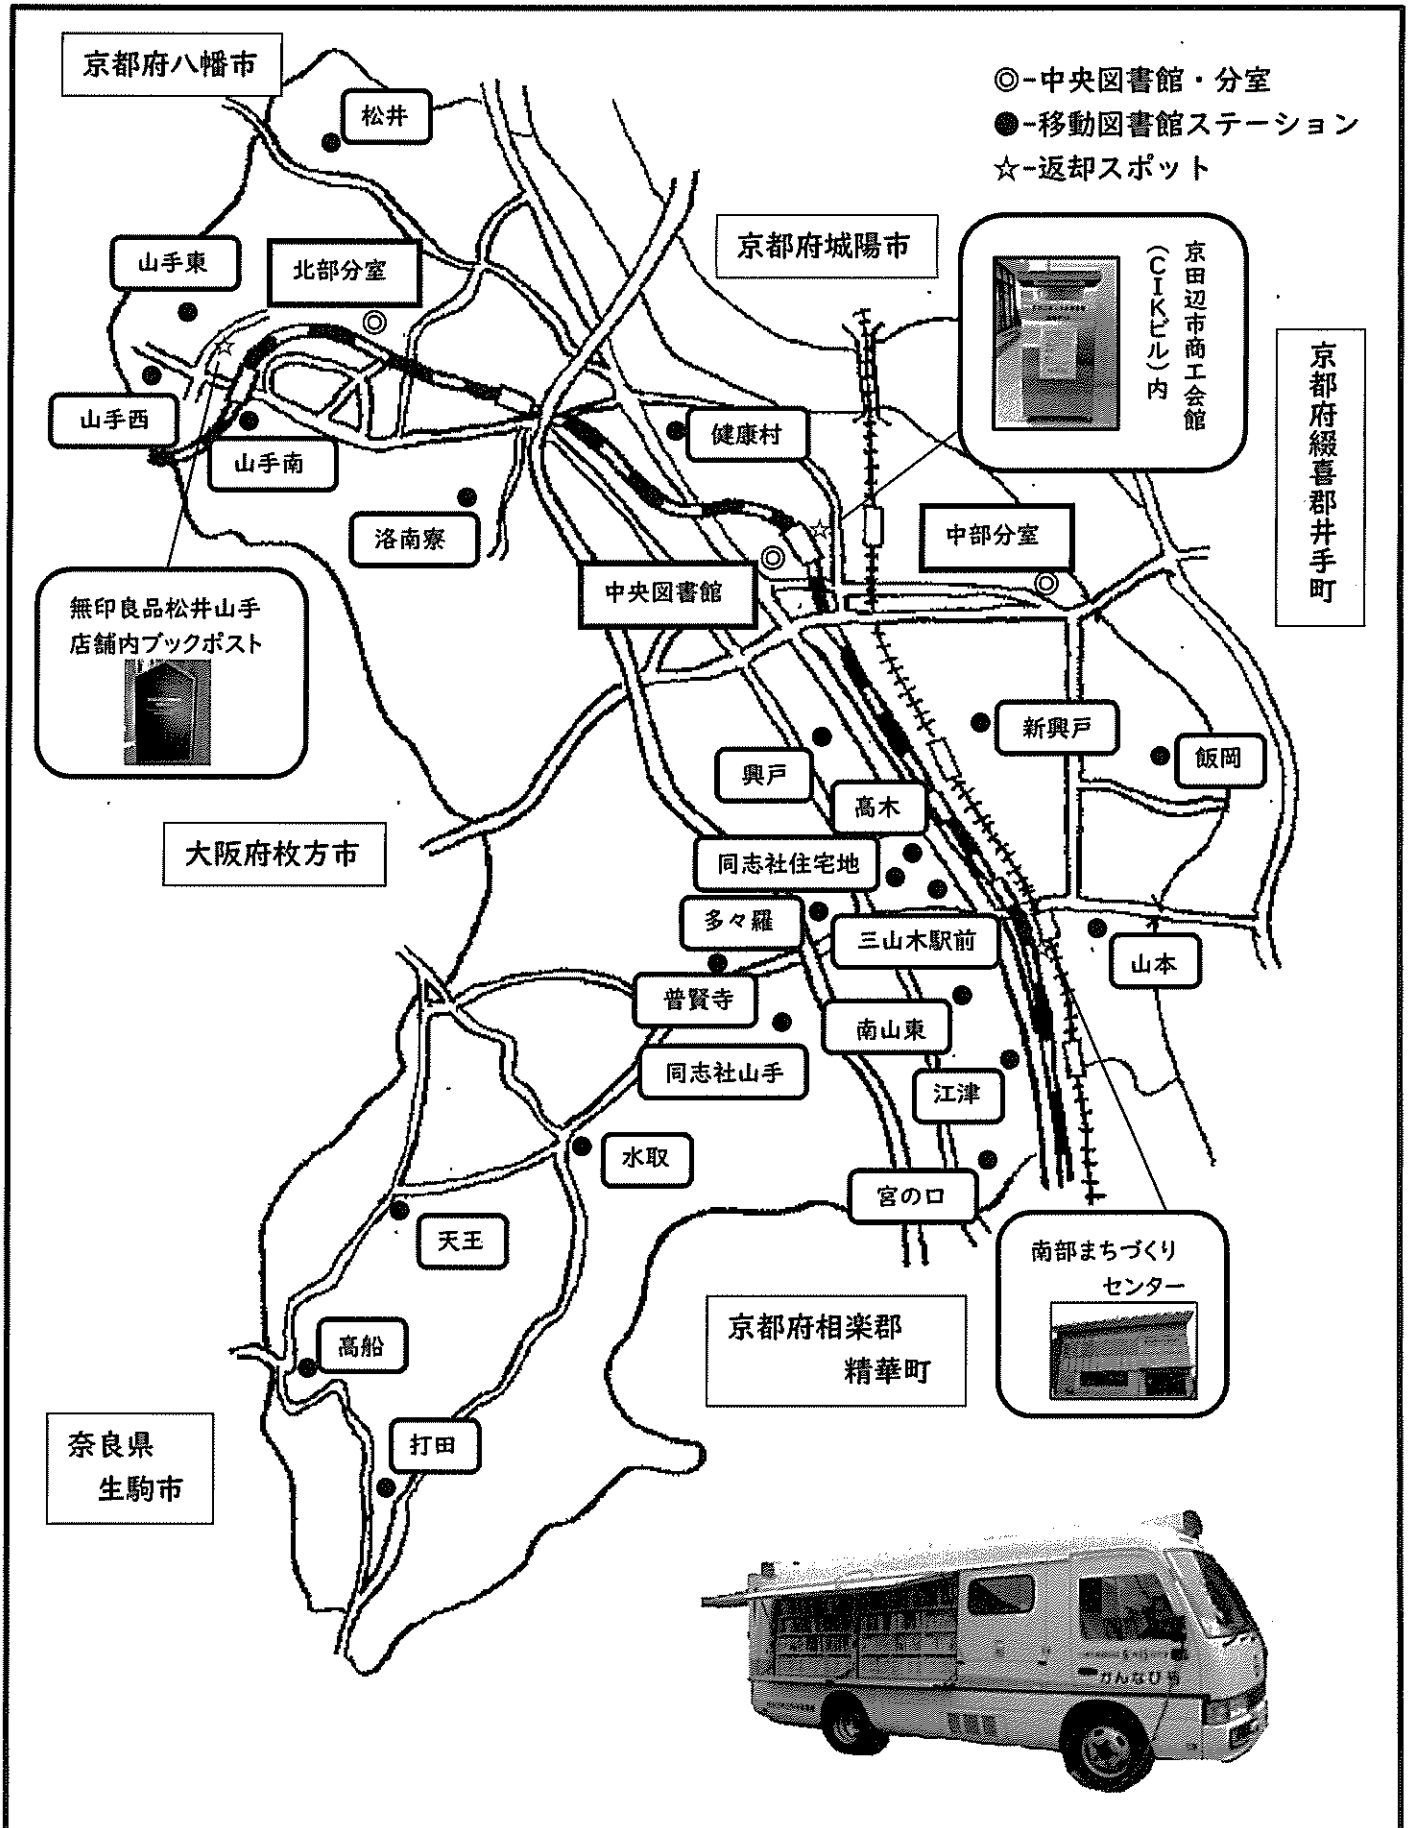 京都府八幡市
◎-中央図書館・分室
●-移動図書館ステーション
☆-返却スポット
松井
京都府城陽市
山手東
北部分室
京田辺市商工会館
（CIKビル）内
京都府綴喜郡井手町
山手西
山手南
健康村
洛南寮
中部分室
中央図書館
無印良品松井山手
店舗内ブックポスト
新興戸
飯岡
興戸
髙木
大阪府枚方市
同志社住宅地
多々羅
三山木駅前
山本
普賢寺
南山東
同志社山手
江津
水取
宮の口
天王
南部まちづくり
センター
高船
京都府相楽郡
精華町
打田
奈良県
生駒市
かんなび号